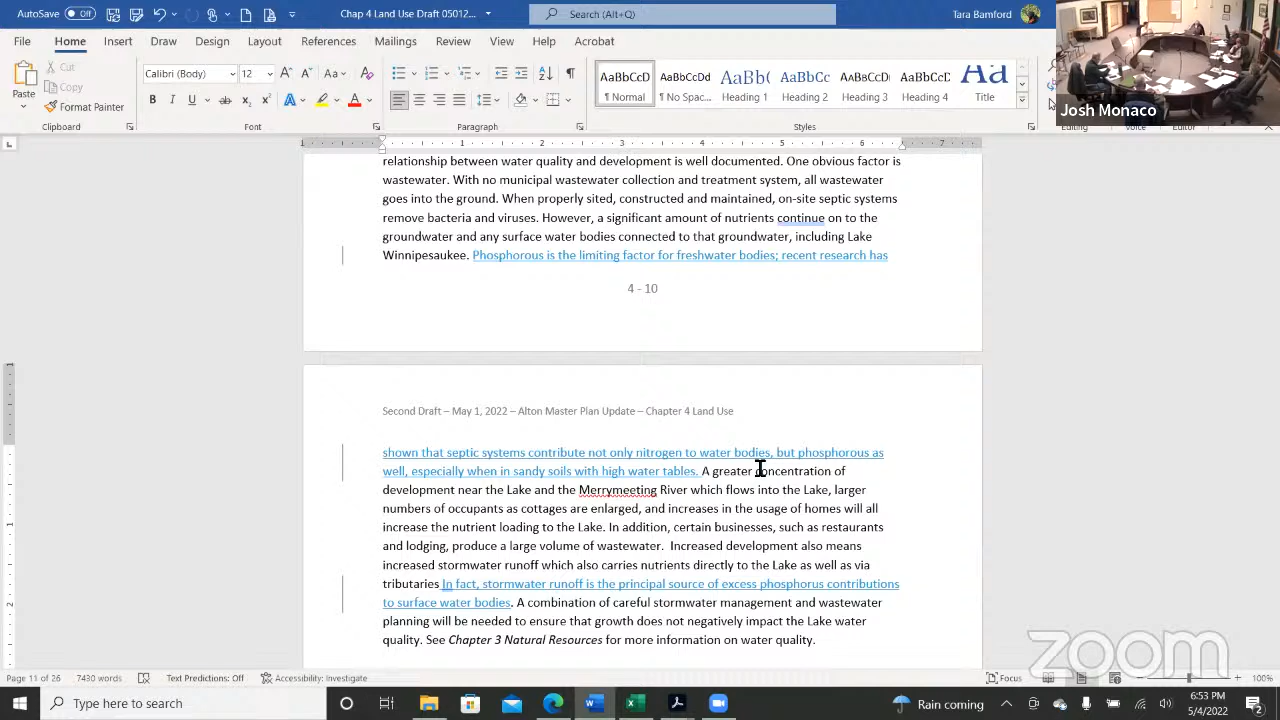 Chap 4 Land Use Draft 05012...
Search (Alt+Q)
Tara Bamford
File Home Insert Draw Design Layout References Mailings Review View Help Acrobat
Paste
Cut
Copy
Format Painter
Calibri (Body) 12
AaBbCcD AaBbCcDd AaBbC AaBbCc AaBbCcD AaBbCcD Aa
¶ Normal ¶ No Spac... Heading 1 Heading 2 Heading 3 Heading 4 Title
Clipboard Font Paragraph Styles Editing Voice Editor
Josh Monaco
relationship between water quality and development is well documented. One obvious factor is
wastewater. With no municipal wastewater collection and treatment system, all wastewater
goes into the ground. When properly sited, constructed and maintained, on-site septic systems
remove bacteria and viruses. However, a significant amount of nutrients continue on to the
groundwater and any surface water bodies connected to that groundwater, including Lake
Winnipesaukee. Phosphorous is the limiting factor for freshwater bodies; recent research has
4 - 10
Second Draft – May 1, 2022 – Alton Master Plan Update – Chapter 4 Land Use
shown that septic systems contribute not only nitrogen to water bodies, but phosphorous as
well, especially when in sandy soils with high water tables. A greater concentration of
development near the Lake and the Merrymeeting River which flows into the Lake, larger
numbers of occupants as cottages are enlarged, and increases in the usage of homes will all
increase the nutrient loading to the Lake. In addition, certain businesses, such as restaurants
and lodging, produce a large volume of wastewater.  Increased development also means
increased stormwater runoff which also carries nutrients directly to the Lake as well as via
tributaries In fact, stormwater runoff is the principal source of excess phosphorus contributions
to surface water bodies. A combination of careful stormwater management and wastewater
planning will be needed to ensure that growth does not negatively impact the Lake water
quality. See Chapter 3 Natural Resources for more information on water quality.
zoom
Page 11 of 26 7430 words Text Predictions: Off Accessibility: Investigate Focus 100%
Type here to search
Rain coming
6:53 PM
5/4/2022